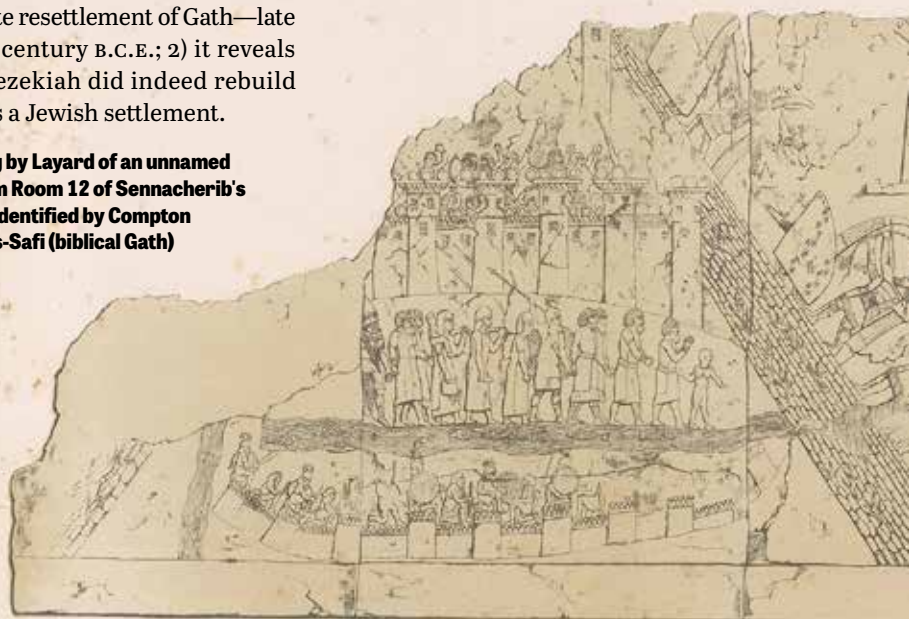 te resettlement of Gath—late
century B.C.E.; 2) it reveals
ezekiah did indeed rebuild
s a Jewish settlement.
g by Layard of an unnamed
m Room 12 of Sennacherib's
dentified by Compton
s-Safi (biblical Gath)